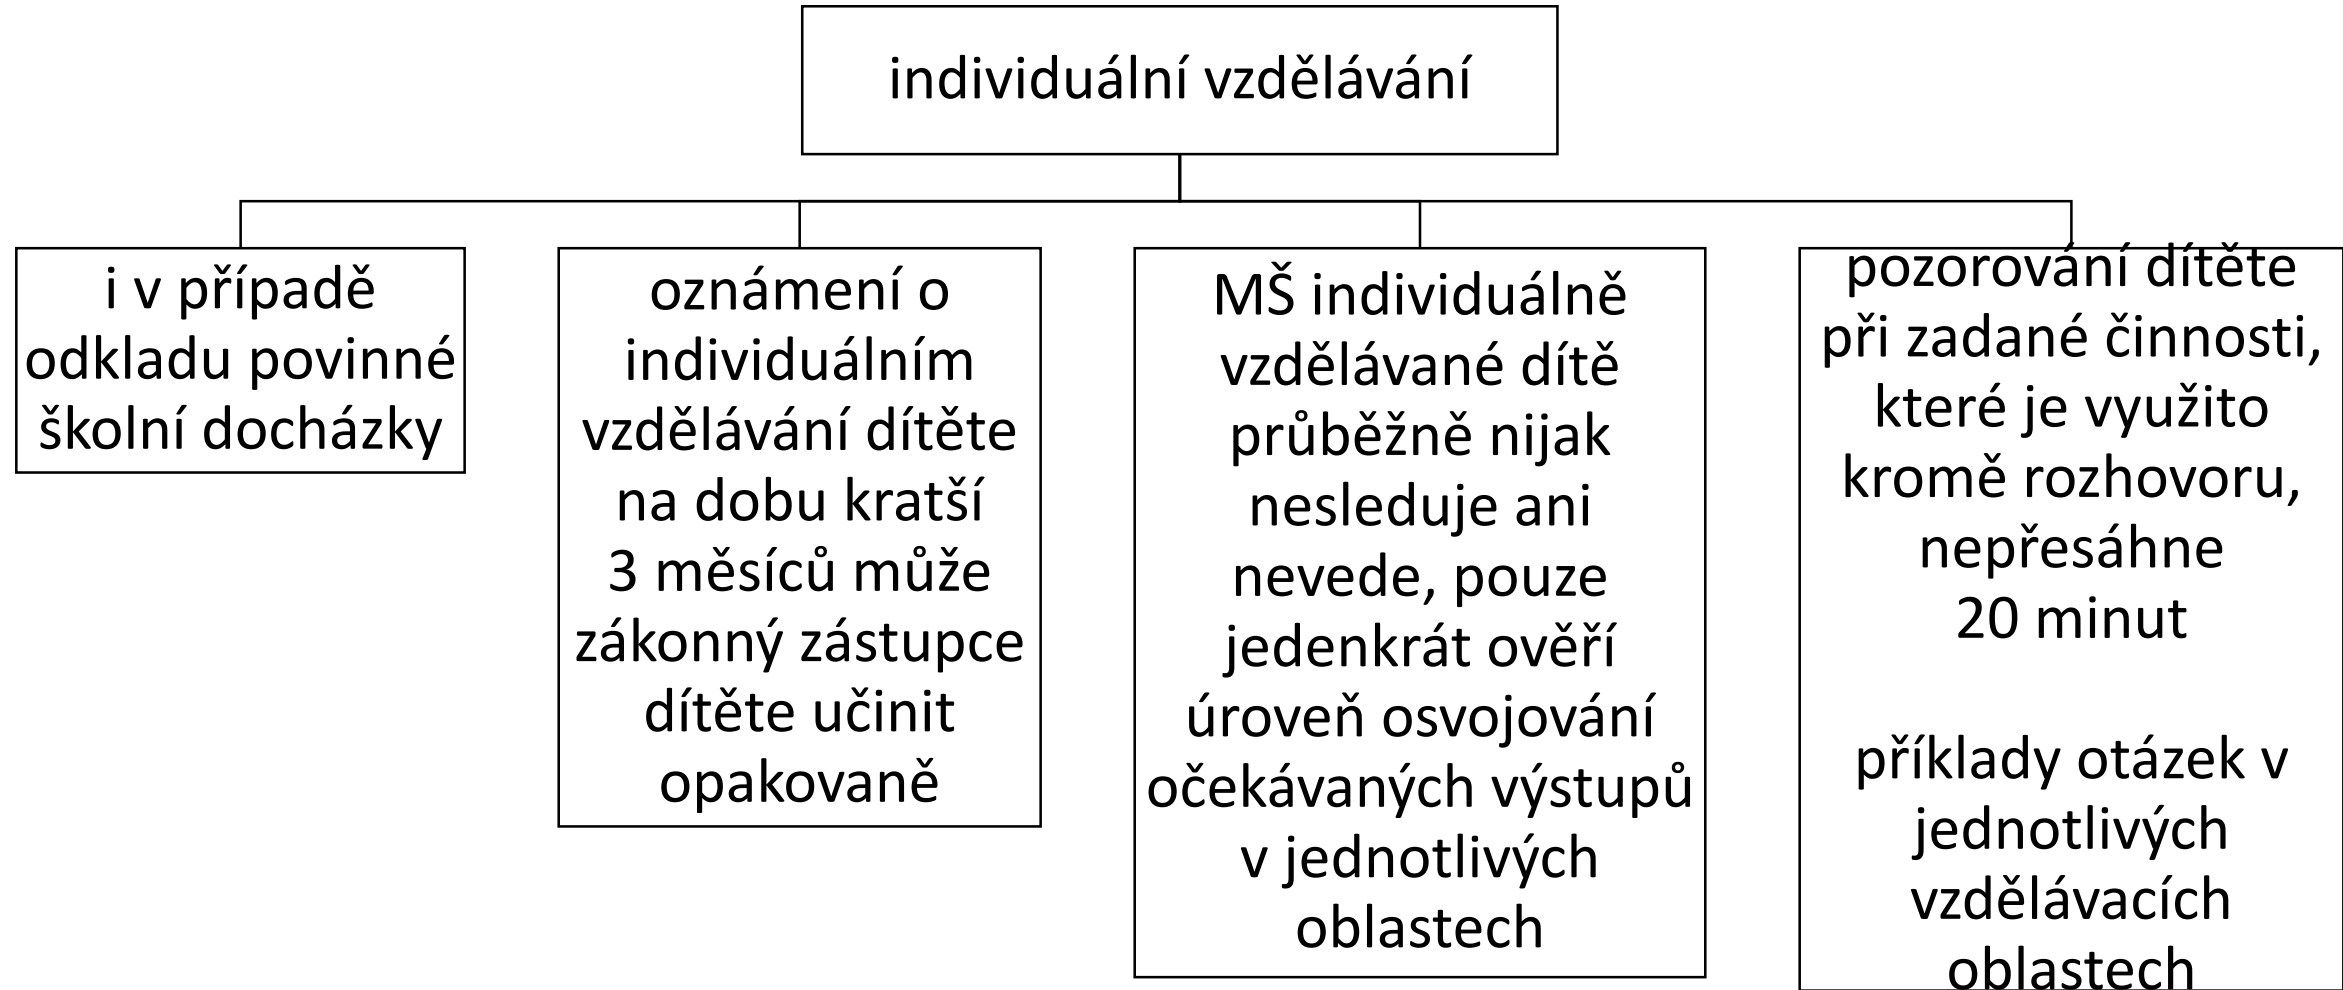 individuální vzdělávání
i v případě
odkladu povinné
školní docházky
oznámení o
individuálním
vzdělávání dítěte
na dobu kratší
3 měsíců může
zákonný zástupce
dítěte učinit
opakovaně
MŠ individuálně
vzdělávané dítě
průběžně nijak
nesleduje ani
nevede, pouze
jedenkrát ověří
úroveň osvojování
očekávaných výstupů
v jednotlivých
oblastech
pozorování dítěte
při zadané činnosti,
které je využito
kromě rozhovoru,
nepřesáhne
20 minut
příklady otázek v
jednotlivých
vzdělávacích
oblastech